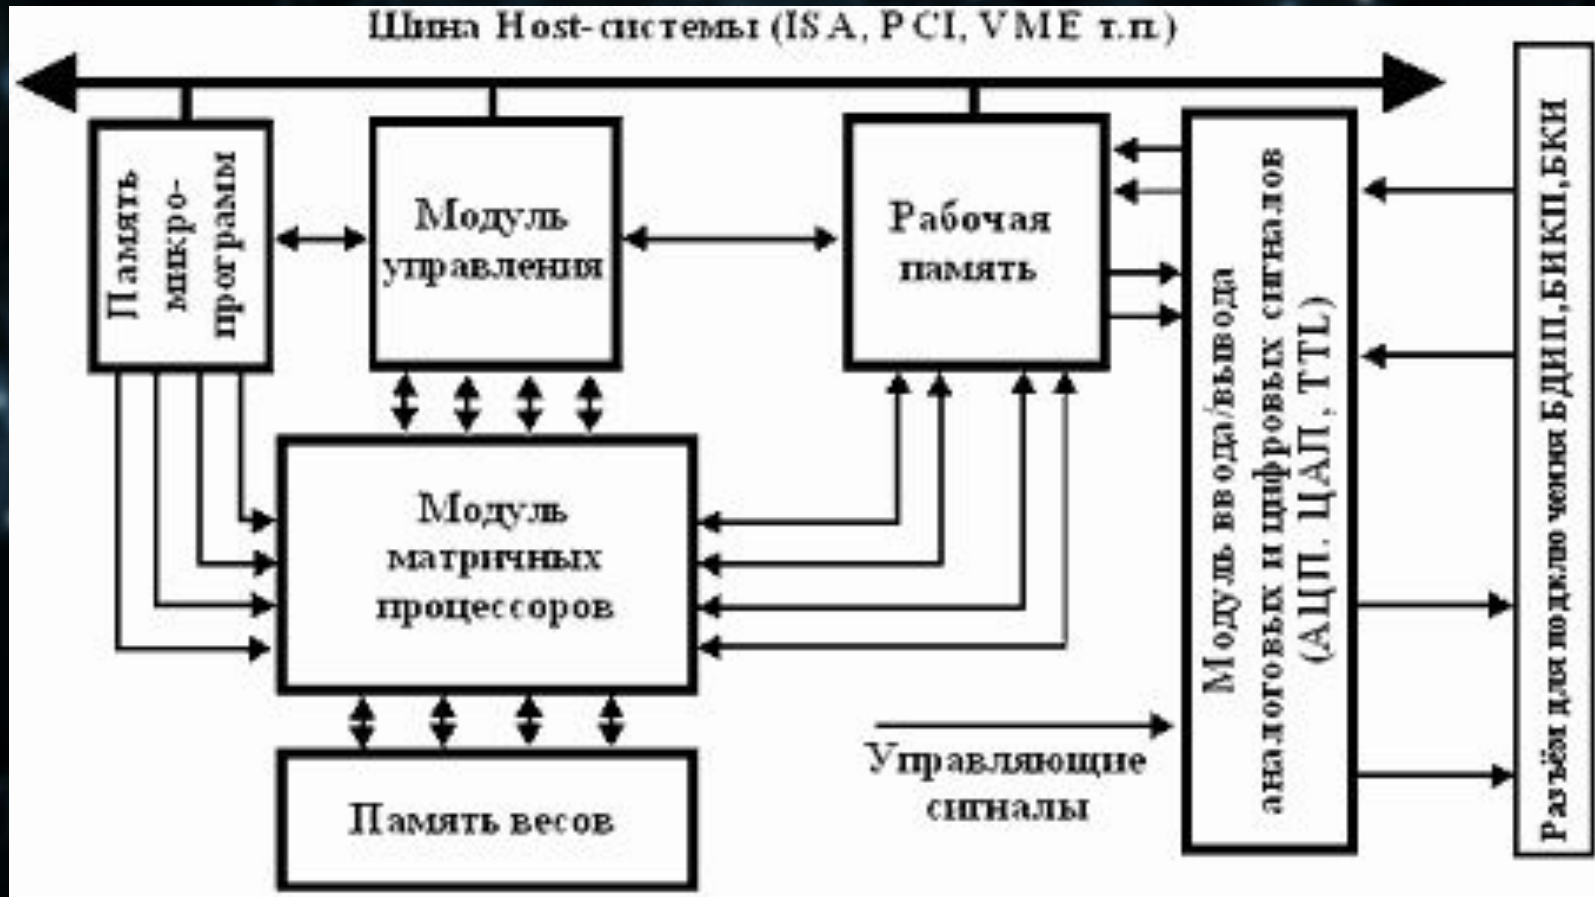 Шина Host-системы (ISA, PCI, VME т.п.)
Память
микро-
програмы
Модуль
управления
Рабочая
память
Модуль ввода/вывода
аналоговых и цифровых сигналов
(АЦП. ЦАП, TTL)
Разъём для подключения БДИП,БИКП,БКИ
Модуль
матричных
процессоров
Управляющие
сигналы
Память весов